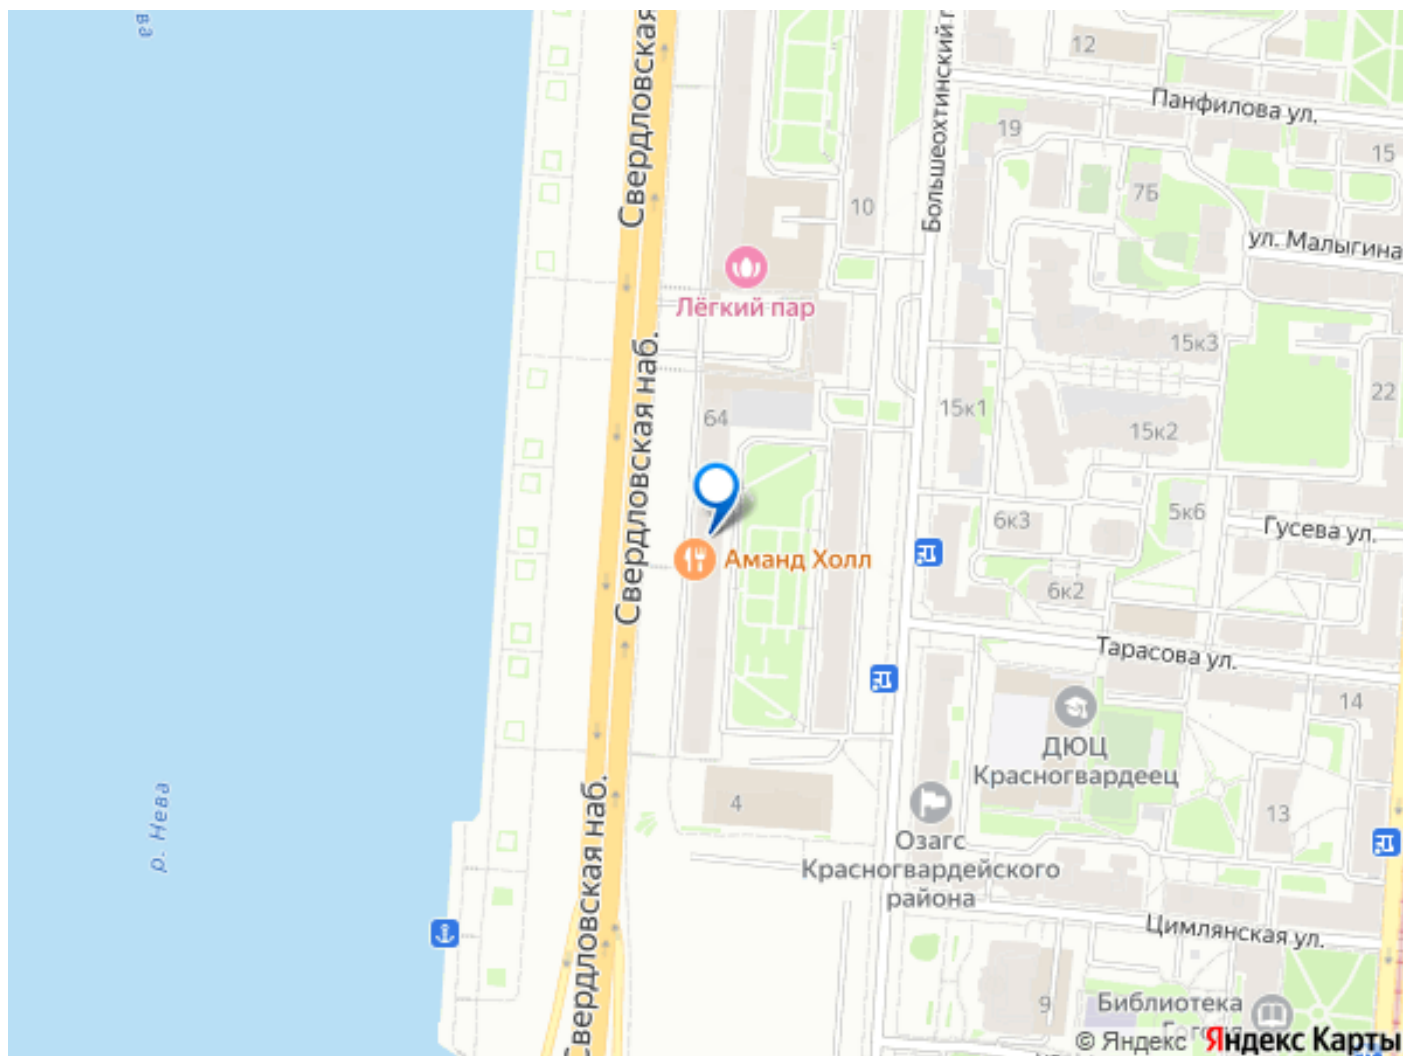 ва
Свердловская
Большеохтинский п
12
Панфилова ул.
19
15
7Б
10
ул. Малыгина
Лёгкий пар
15к3
Свердловская наб.
22
64
15к1
15к2
6к3
5к6
Гусева ул.
Аманд Холл
6к2
Тарасова ул.
14
ДЮЦ
Красногвардеец
р. Нева
4
13
Свердловская наб.
Озагс
Красногвардейского
района
Цимлянская ул.
9
Библиотека
© Яндекс Яндекс Карты